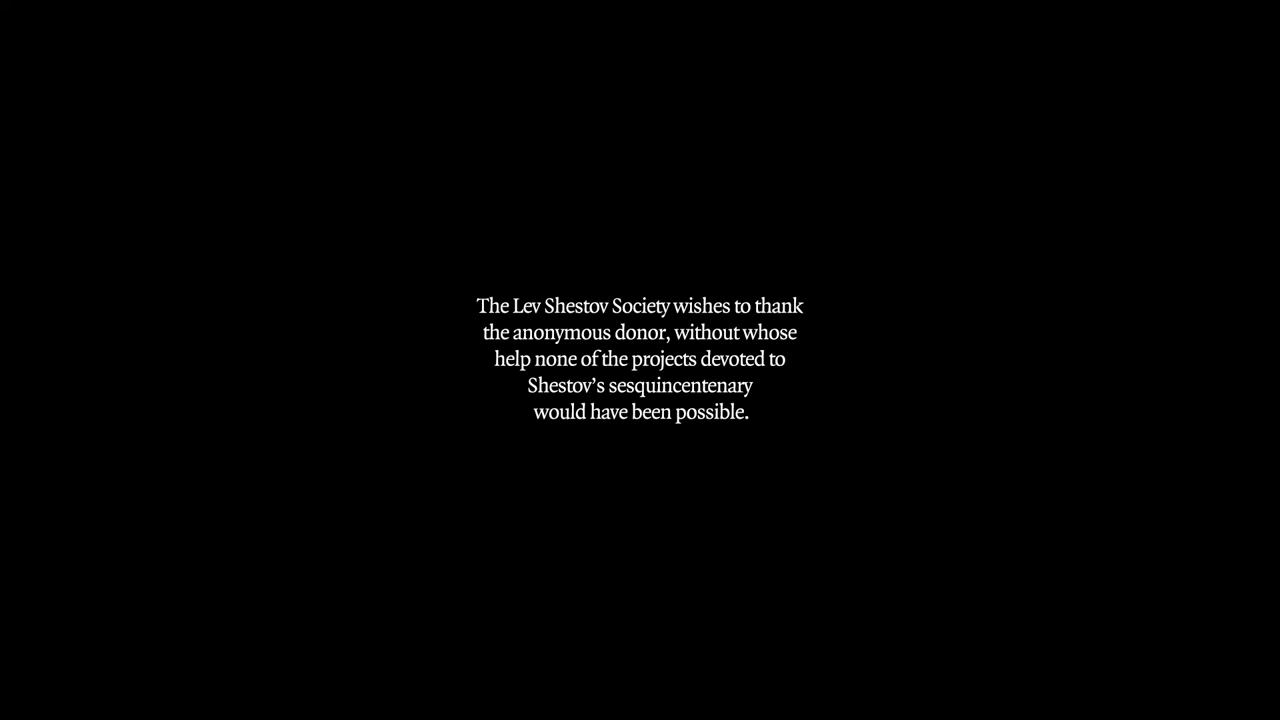 The Lev Shestov Society wishes to thank
the anonymous donor, without whose
help none of the projects devoted to
Shestov’s sesquincentenary
would have been possible.